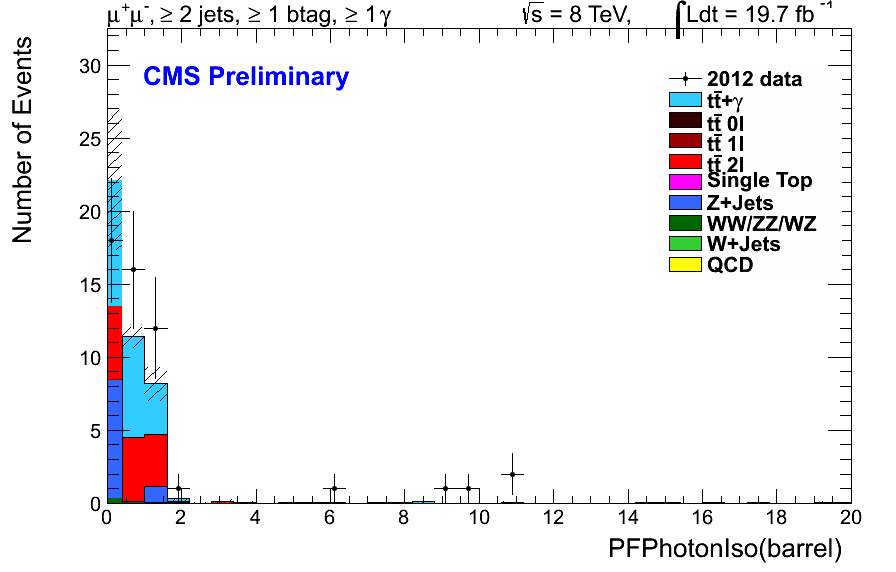 μ⁺μ⁻, ≥ 2 jets, ≥ 1 btag, ≥ 1 γ
√s = 8 TeV, ∫Ldt = 19.7 fb⁻¹
Number of Events
CMS Preliminary
2012 data
tt̄+γ
tt̄ 0l
tt̄ 1l
tt̄ 2l
Single Top
Z+Jets
WW/ZZ/WZ
W+Jets
QCD
30
25
20
15
10
5
0
0 2 4 6 8 10 12 14 16 18 20
PFPhotonIso(barrel)